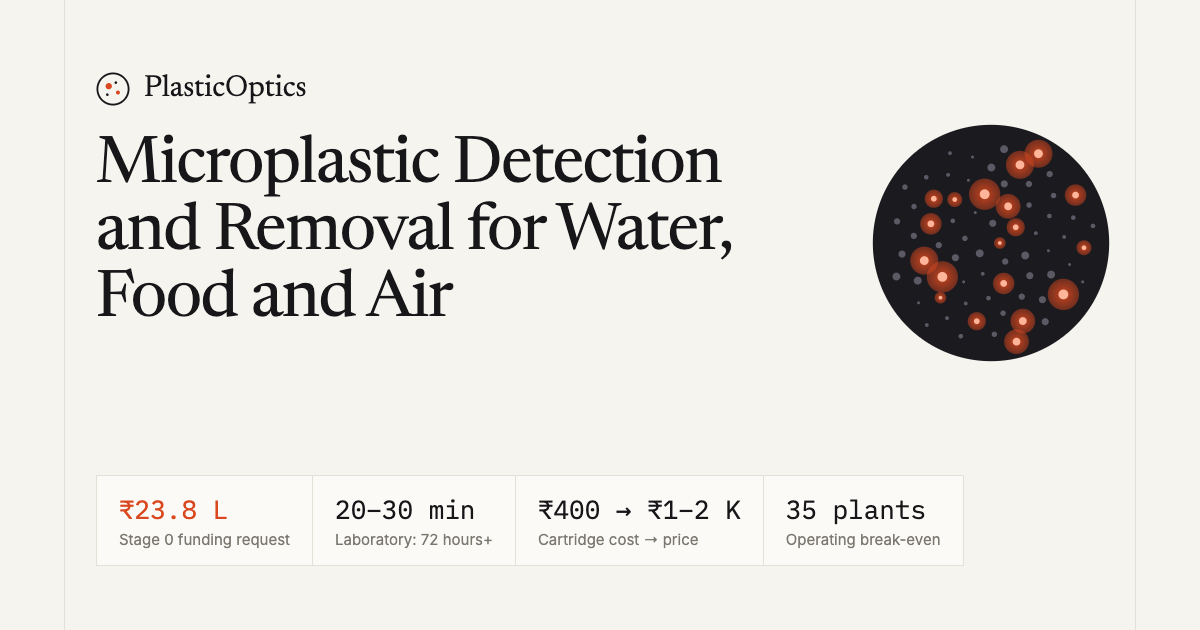 PlasticOptics
Microplastic Detection
and Removal for Water,
Food and Air
₹23.8 L
Stage 0 funding request
20–30 min
Laboratory: 72 hours+
₹400 → ₹1–2 K
Cartridge cost → price
35 plants
Operating break-even